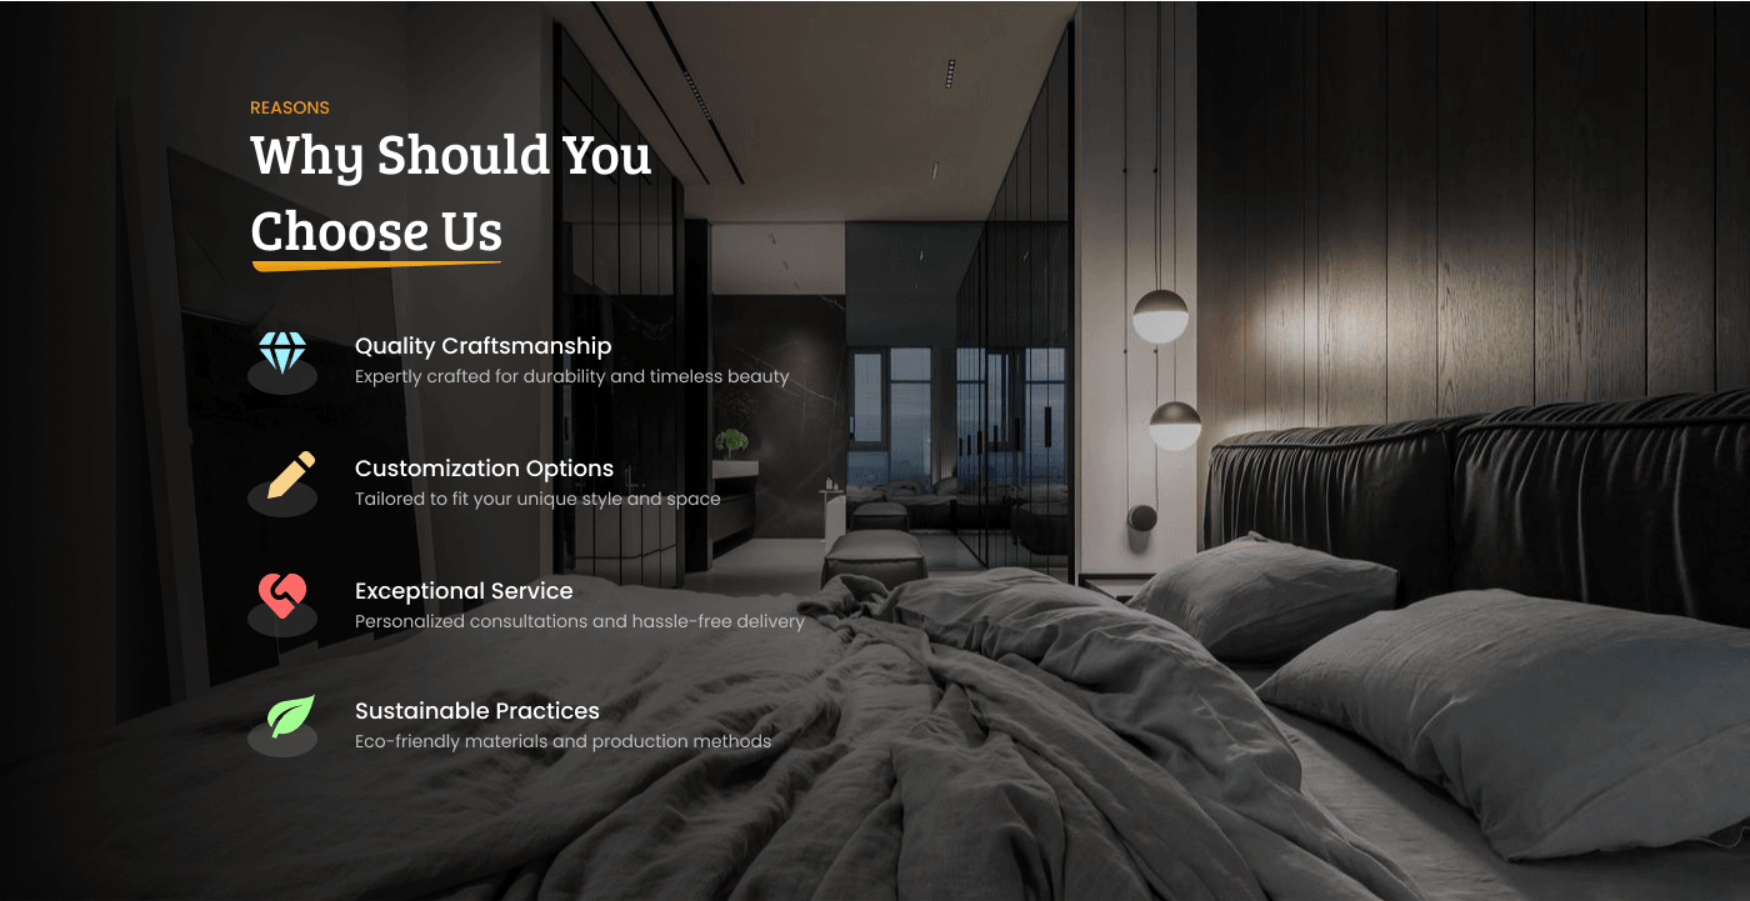 REASONS
Why Should You
Choose Us
Quality Craftsmanship
Expertly crafted for durability and timeless beauty
Customization Options
Tailored to fit your unique style and space
Exceptional Service
Personalized consultations and hassle-free delivery
Sustainable Practices
Eco-friendly materials and production methods